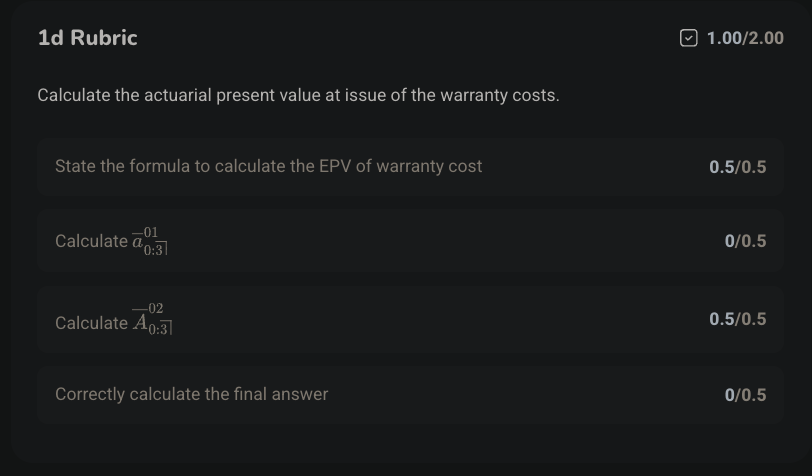 1d Rubric 1.00/2.00
Calculate the actuarial present value at issue of the warranty costs.
State the formula to calculate the EPV of warranty cost 0.5/0.5
Calculate $\overline{a}^{01}_{0:\overline{3}|}$ 0/0.5
Calculate $\overline{A}^{02}_{0:\overline{3}|}$ 0.5/0.5
Correctly calculate the final answer 0/0.5